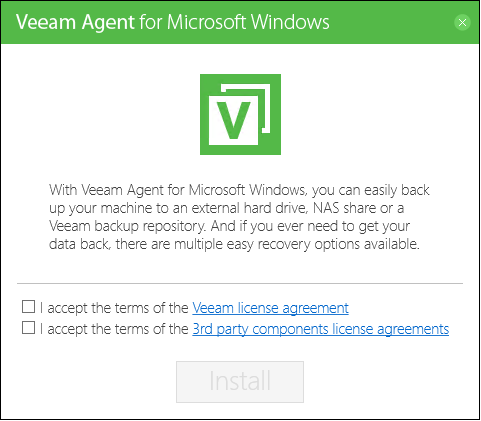 Veeam Agent for Microsoft Windows
V
With Veeam Agent for Microsoft Windows, you can easily back
up your machine to an external hard drive, NAS share or a
Veeam backup repository. And if you ever need to get your
data back, there are multiple easy recovery options available.
I accept the terms of the Veeam license agreement
I accept the terms of the 3rd party components license agreements
Install